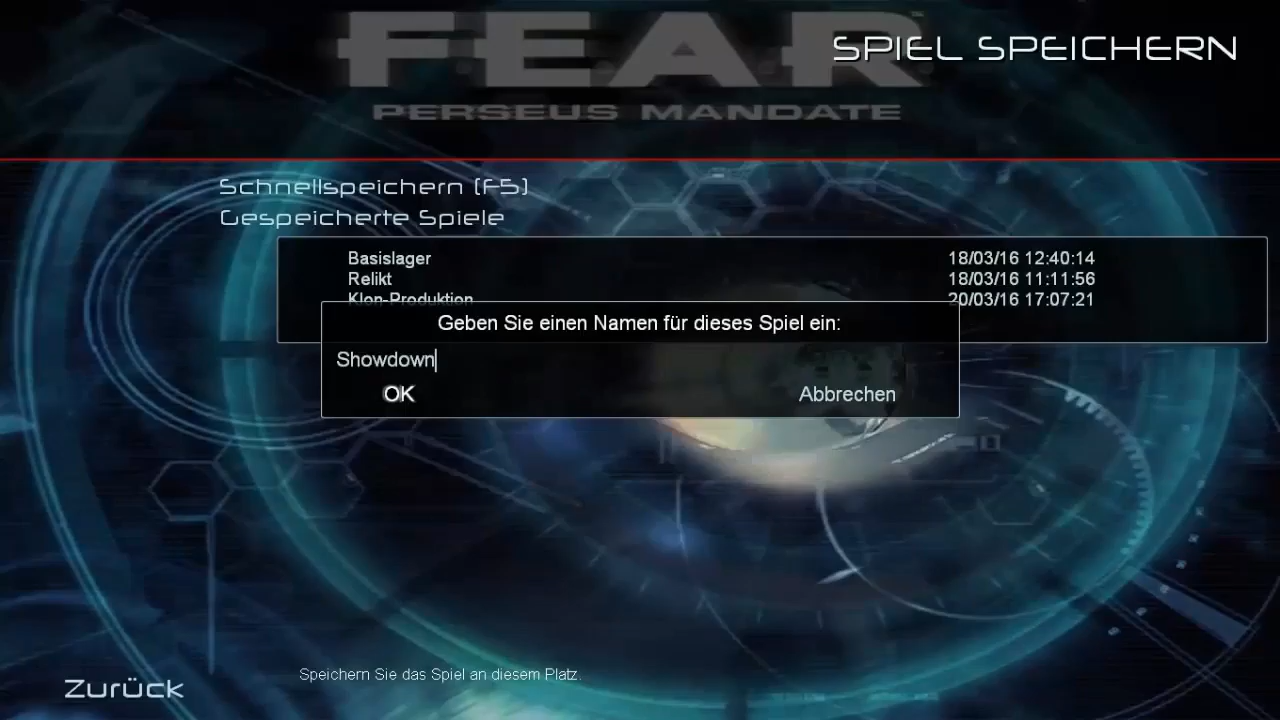 FEAR
SPIEL SPEICHERN
PERSEUS MANDATE
Schnellspeichern (F5)
Gespeicherte Spiele
Basislager 18/03/16 12:40:14
Relikt 18/03/16 11:11:56
Klon-Produktion 20/03/16 17:07:21
Geben Sie einen Namen für dieses Spiel ein:
Showdown
OK Abbrechen
Speichern Sie das Spiel an diesem Platz.
Zurück